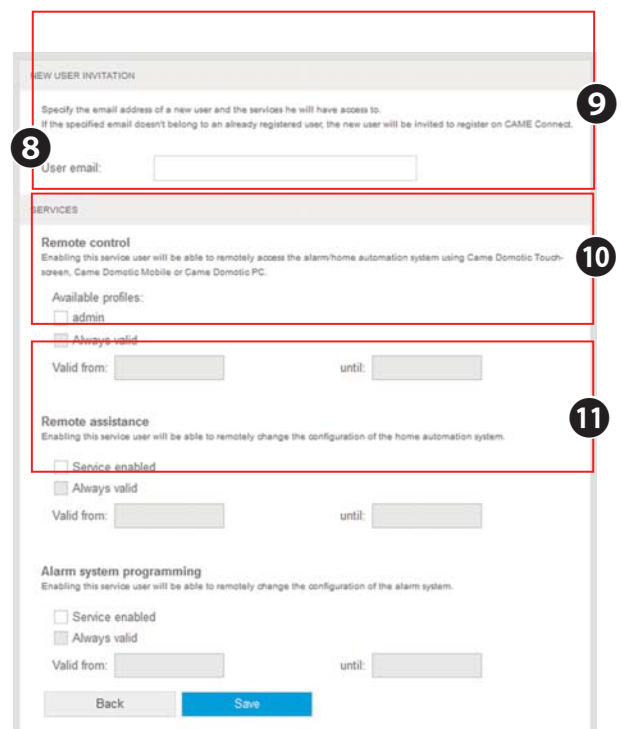 NEW USER INVITATION
Specify the email address of a new user and the services he will have access to.
If the specified email doesn't belong to an already registered user, the new user will be invited to register on CAME Connect.
9
8
User email:
SERVICES
Remote control
Enabling this service user will be able to remotely access the alarm/home automation system using Came Domotic Touch-
screen, Came Domotic Mobile or Came Domotic PC.
10
Available profiles:
admin
Always valid
Valid from: until:
11
Remote assistance
Enabling this service user will be able to remotely change the configuration of the home automation system.
Service enabled
Always valid
Valid from: until:
Alarm system programming
Enabling this service user will be able to remotely change the configuration of the alarm system.
Service enabled
Always valid
Valid from: until:
Back Save